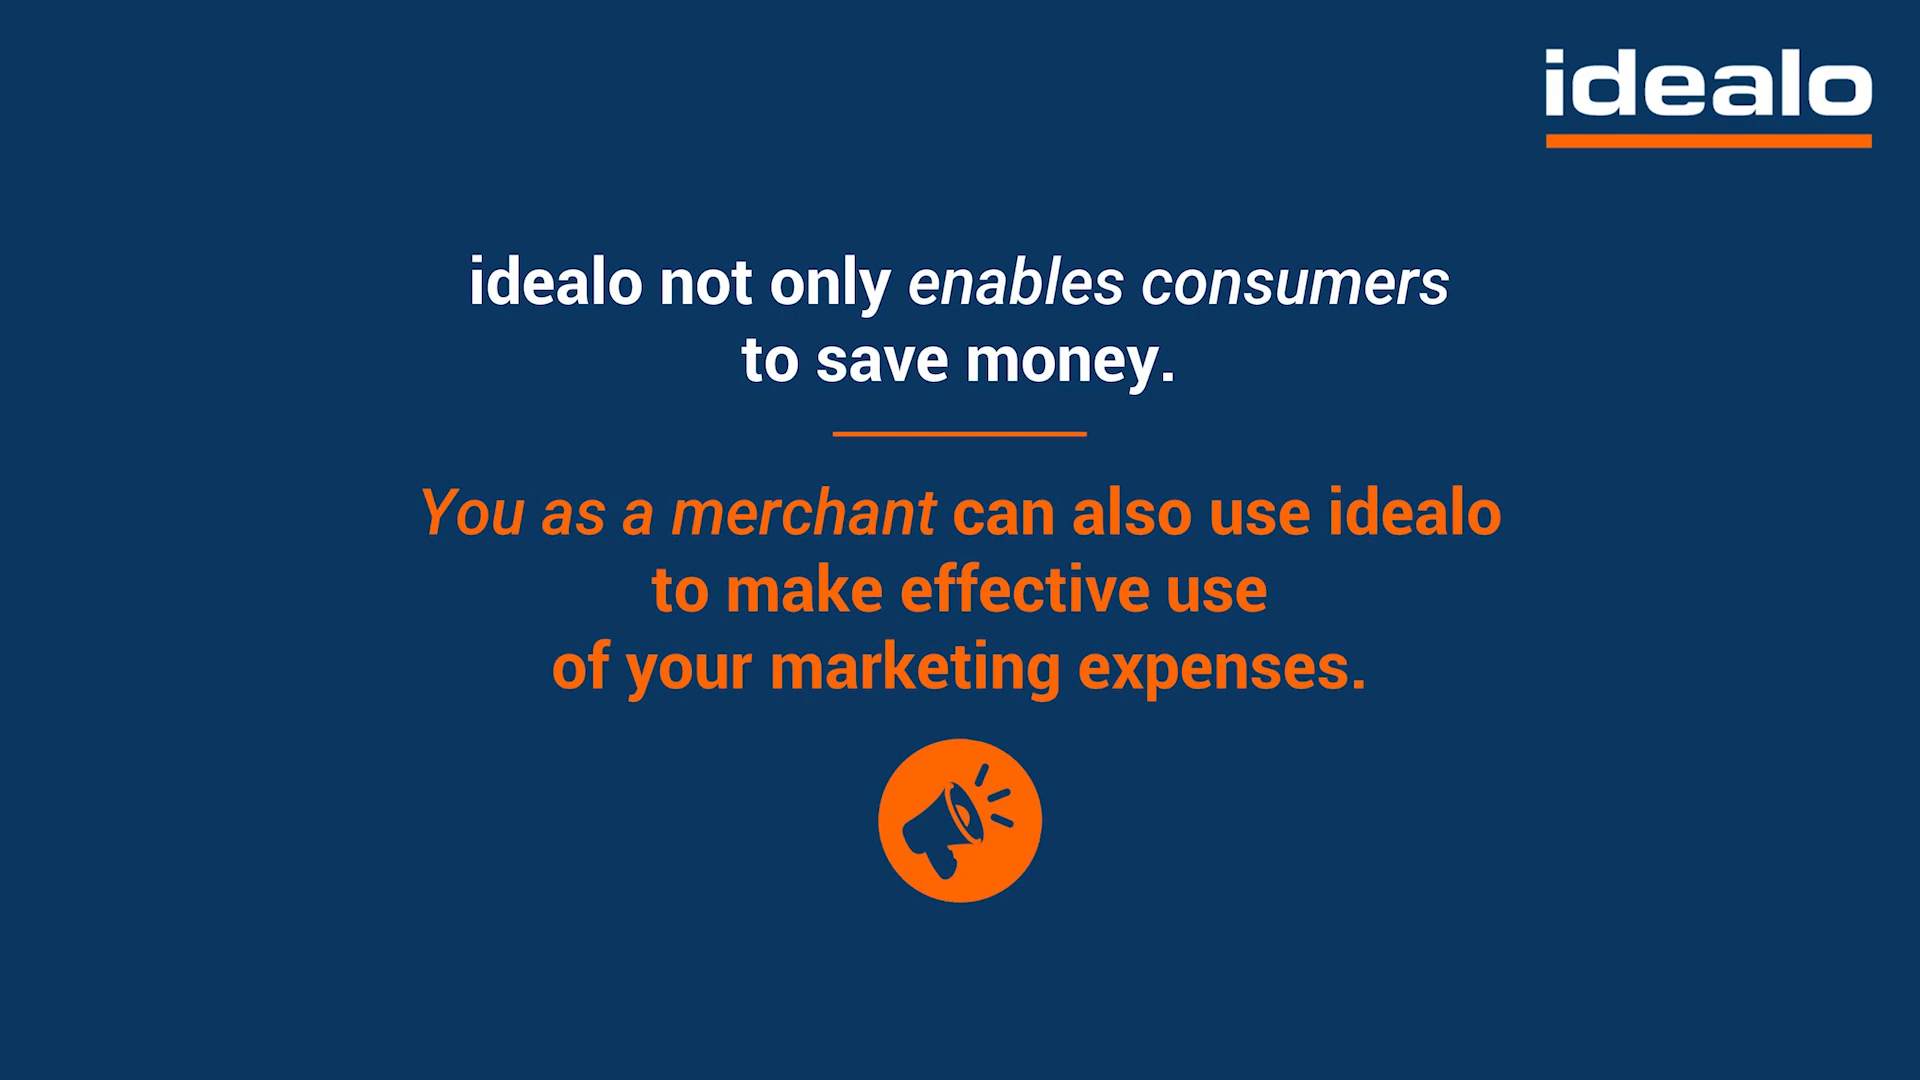 idealo
idealo not only enables consumers
to save money.
You as a merchant can also use idealo
to make effective use
of your marketing expenses.